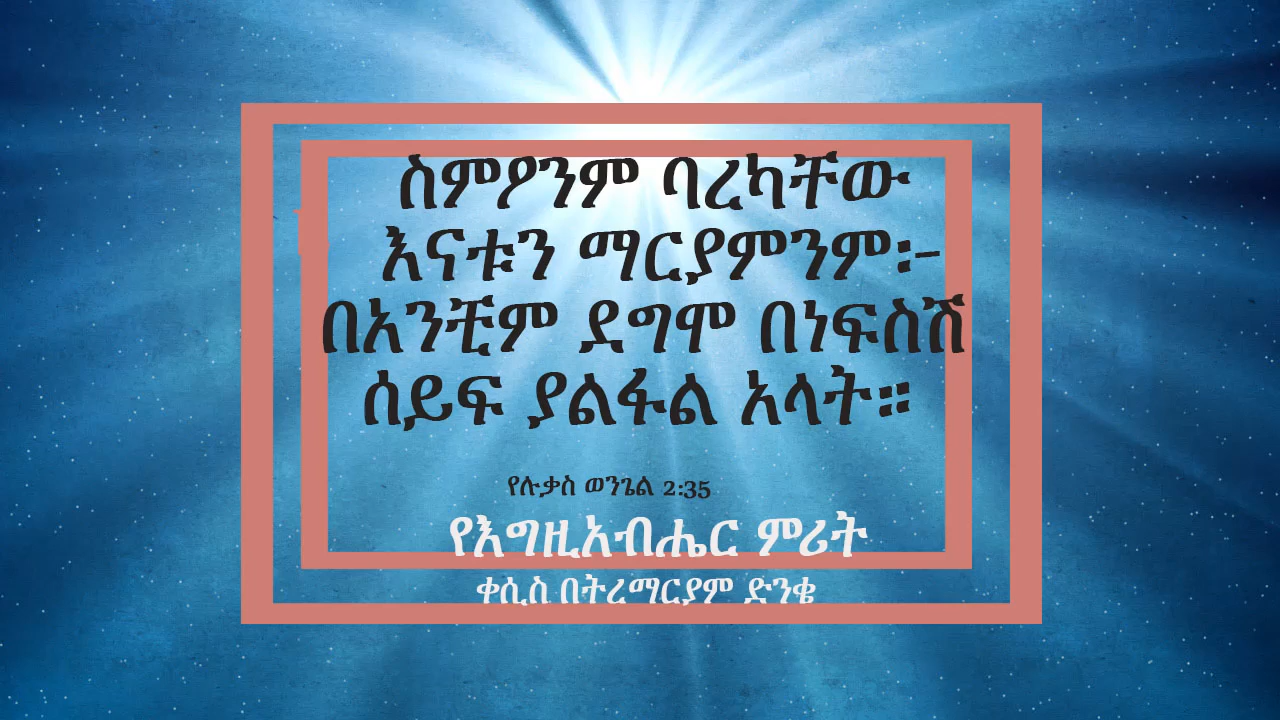 ስምዖንም ባረካቸው
እናቱን ማርያምንም፡-
በአንቺም ደግሞ በነፍስሽ
ሰይፍ ያልፋል አላት።
የሉቃስ ወንጌል 2:35
የእግዚአብሔር ምሪት
ቀሲስ በትረማርያም ድንቄ